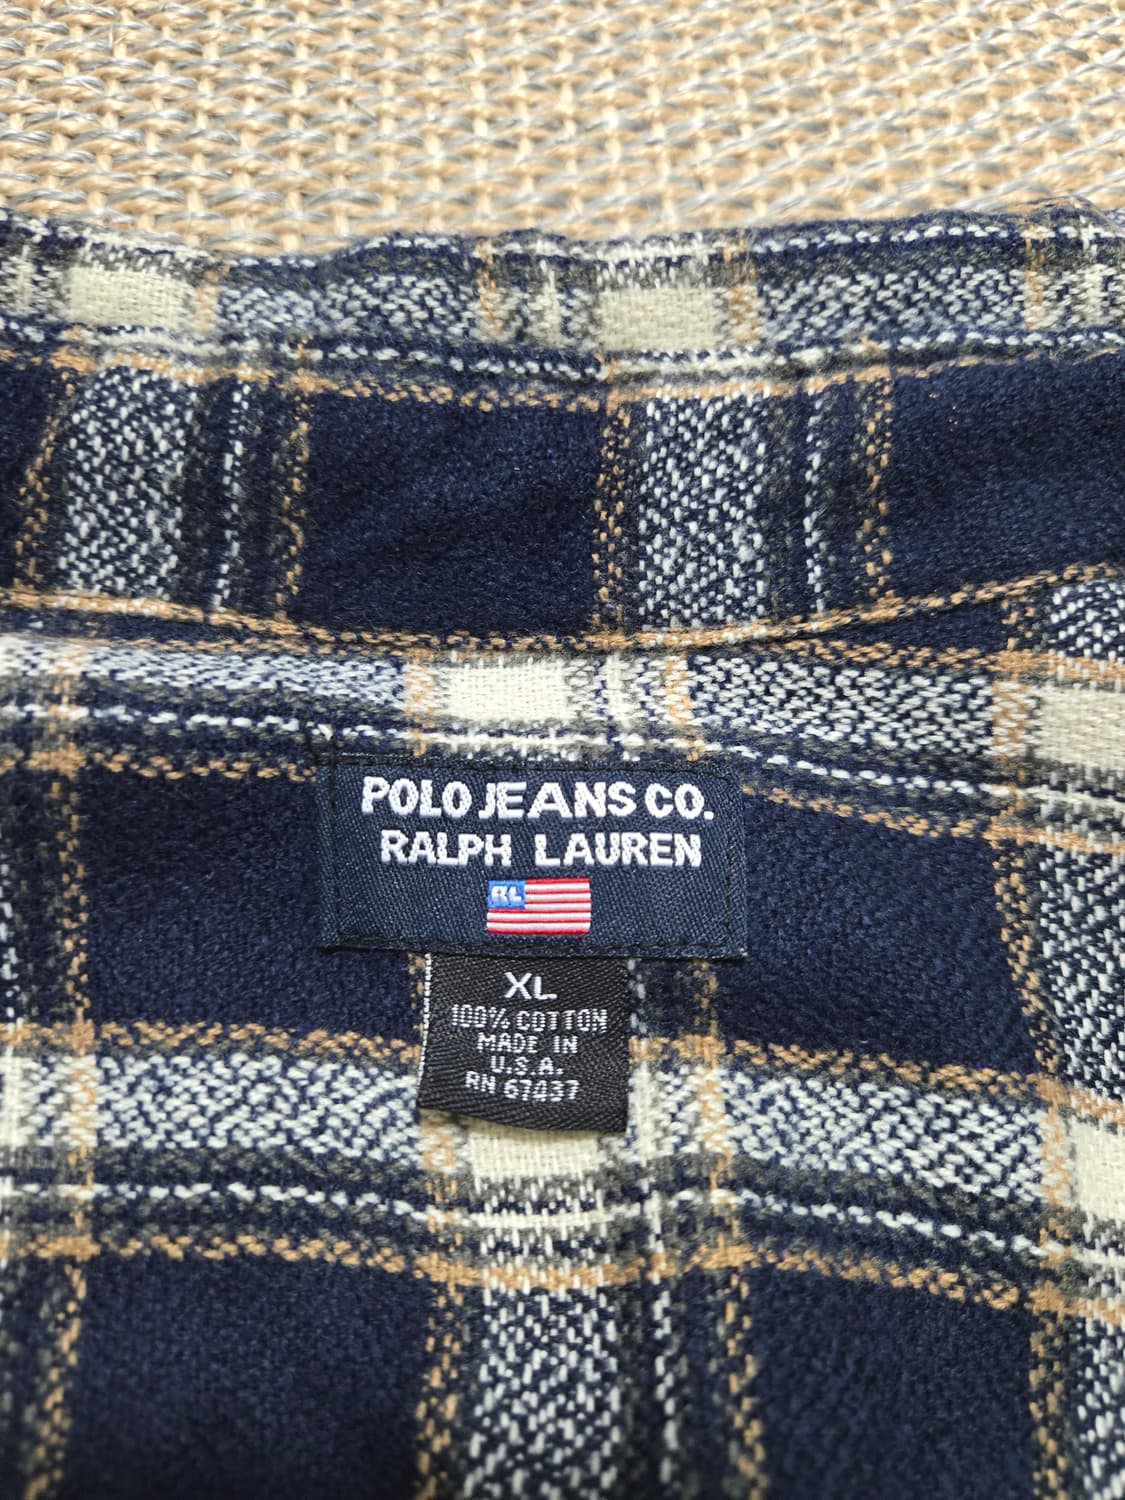 POLO JEANS CO.
RALPH LAUREN
RL
XL
100% COTTON
MADE IN
U.S.A.
RN 67437